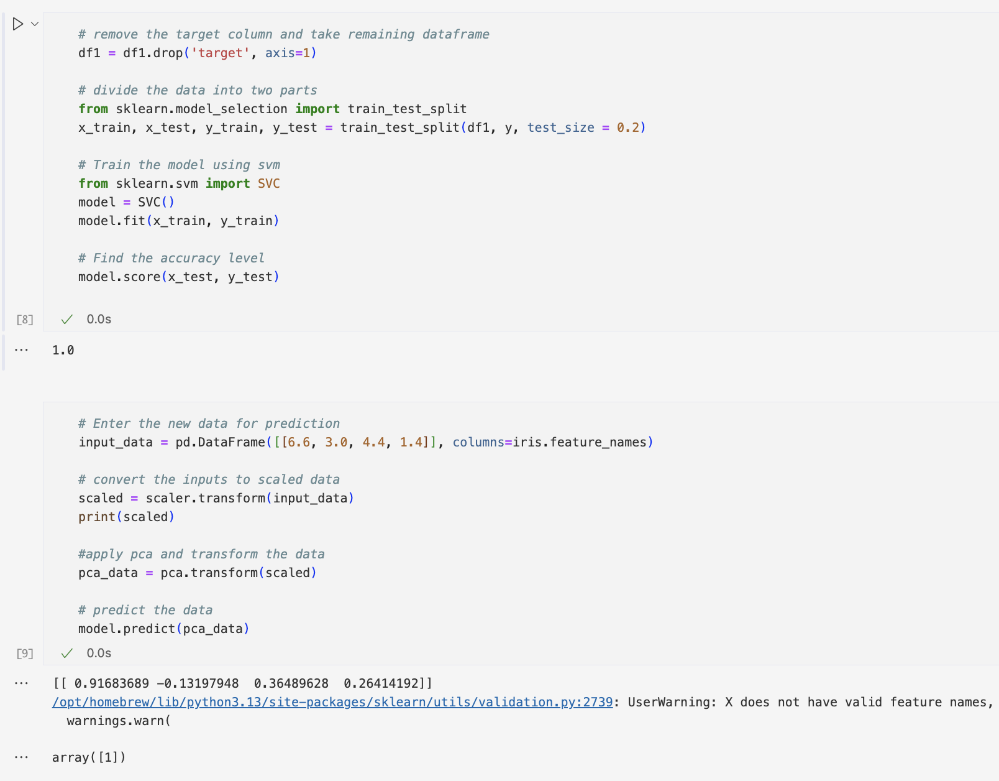 # remove the target column and take remaining dataframe
df1 = df1.drop('target', axis=1)
# divide the data into two parts
from sklearn.model_selection import train_test_split
x_train, x_test, y_train, y_test = train_test_split(df1, y, test_size = 0.2)
# Train the model using svm
from sklearn.svm import SVC
model = SVC()
model.fit(x_train, y_train)
# Find the accuracy level
model.score(x_test, y_test)
[8] 0.0s
... 1.0
# Enter the new data for prediction
input_data = pd.DataFrame([[6.6, 3.0, 4.4, 1.4]], columns=iris.feature_names)
# convert the inputs to scaled data
scaled = scaler.transform(input_data)
print(scaled)
#apply pca and transform the data
pca_data = pca.transform(scaled)
# predict the data
model.predict(pca_data)
[9] 0.0s
... [[ 0.91683689 -0.13197948  0.36489628  0.26414192]]
/opt/homebrew/lib/python3.13/site-packages/sklearn/utils/validation.py:2739: UserWarning: X does not have valid feature names,
warnings.warn(
... array([1])